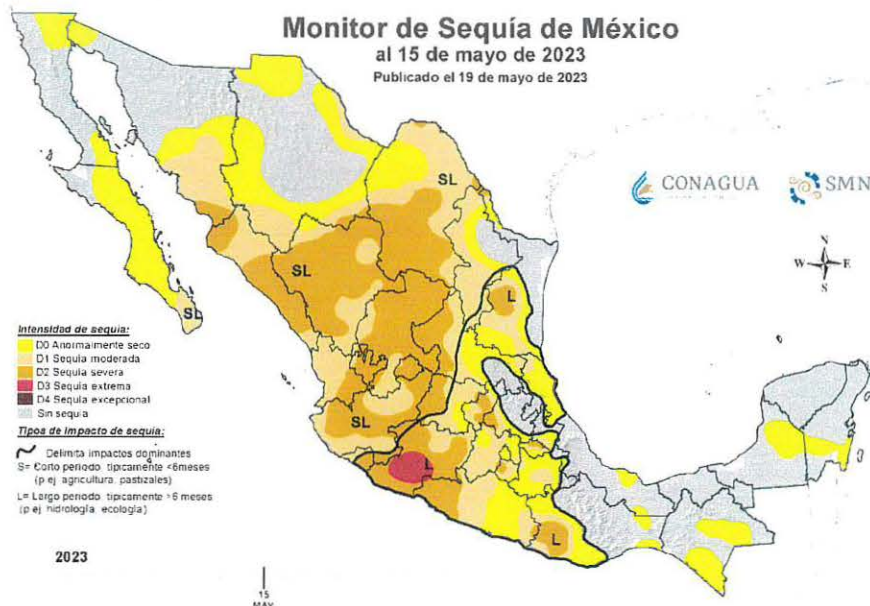 Monitor de Sequía de México
al 15 de mayo de 2023
Publicado el 19 de mayo de 2023
CONAGUA
SMN
N
W E
S
SL
SL
L
SL
SL
L
L
Intensidad de sequía:
D0 Anormalmente seco
D1 Sequía moderada
D2 Sequía severa
D3 Sequía extrema
D4 Sequía excepcional
Sin sequía
Tipos de impacto de sequía:
Delimita impactos dominantes
S= Corto periodo, típicamente <6meses
(p ej agricultura, pastizales)
L= Largo periodo típicamente >6 meses
(p ej hidrología, ecología)
2023
15
MAY